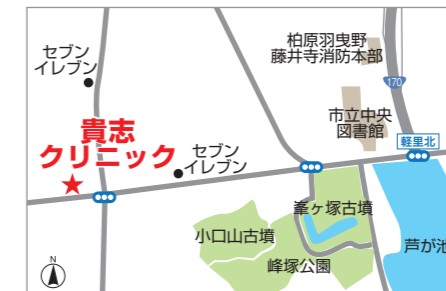 柏原羽曳野
藤井寺消防本部
セブン
イレブン
170
市立中央
図書館
貴志
クリニック
軽里北
セブン
イレブン
峯ヶ塚古墳
小口山古墳
芦が池
峰塚公園
N